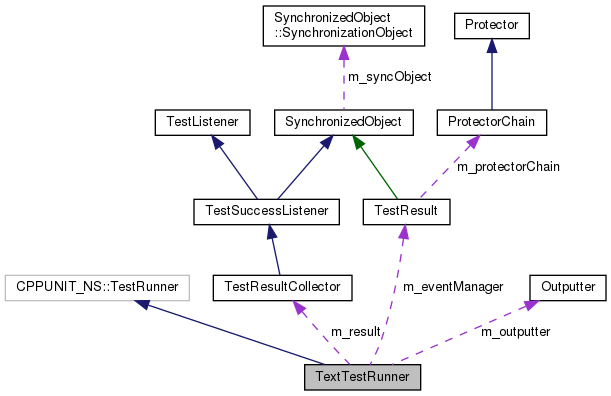 SynchronizedObject
::SynchronizationObject
Protector
m_syncObject
TestListener
SynchronizedObject
ProtectorChain
m_protectorChain
TestSuccessListener
TestResult
CPPUNIT_NS::TestRunner
TestResultCollector
m_eventManager
Outputter
m_result
m_outputter
TextTestRunner